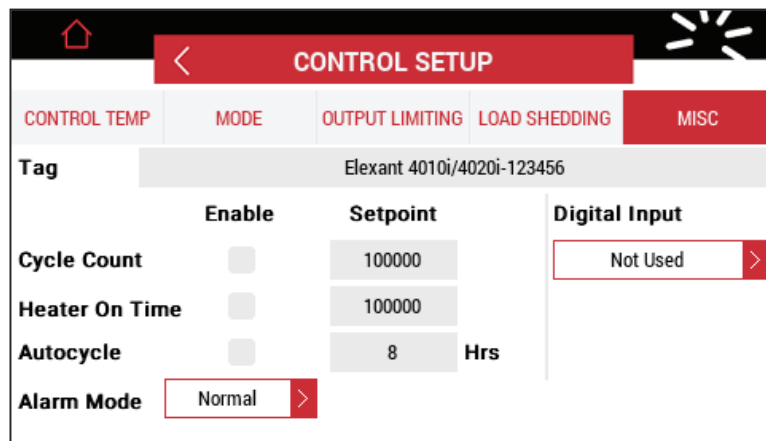 CONTROL SETUP
CONTROL TEMP MODE OUTPUT LIMITING LOAD SHEDDING MISC
Tag Elexant 4010i/4020i-123456
Enable Setpoint Digital Input
Cycle Count 100000 Not Used
Heater On Time 100000
Autocycle 8 Hrs
Alarm Mode Normal